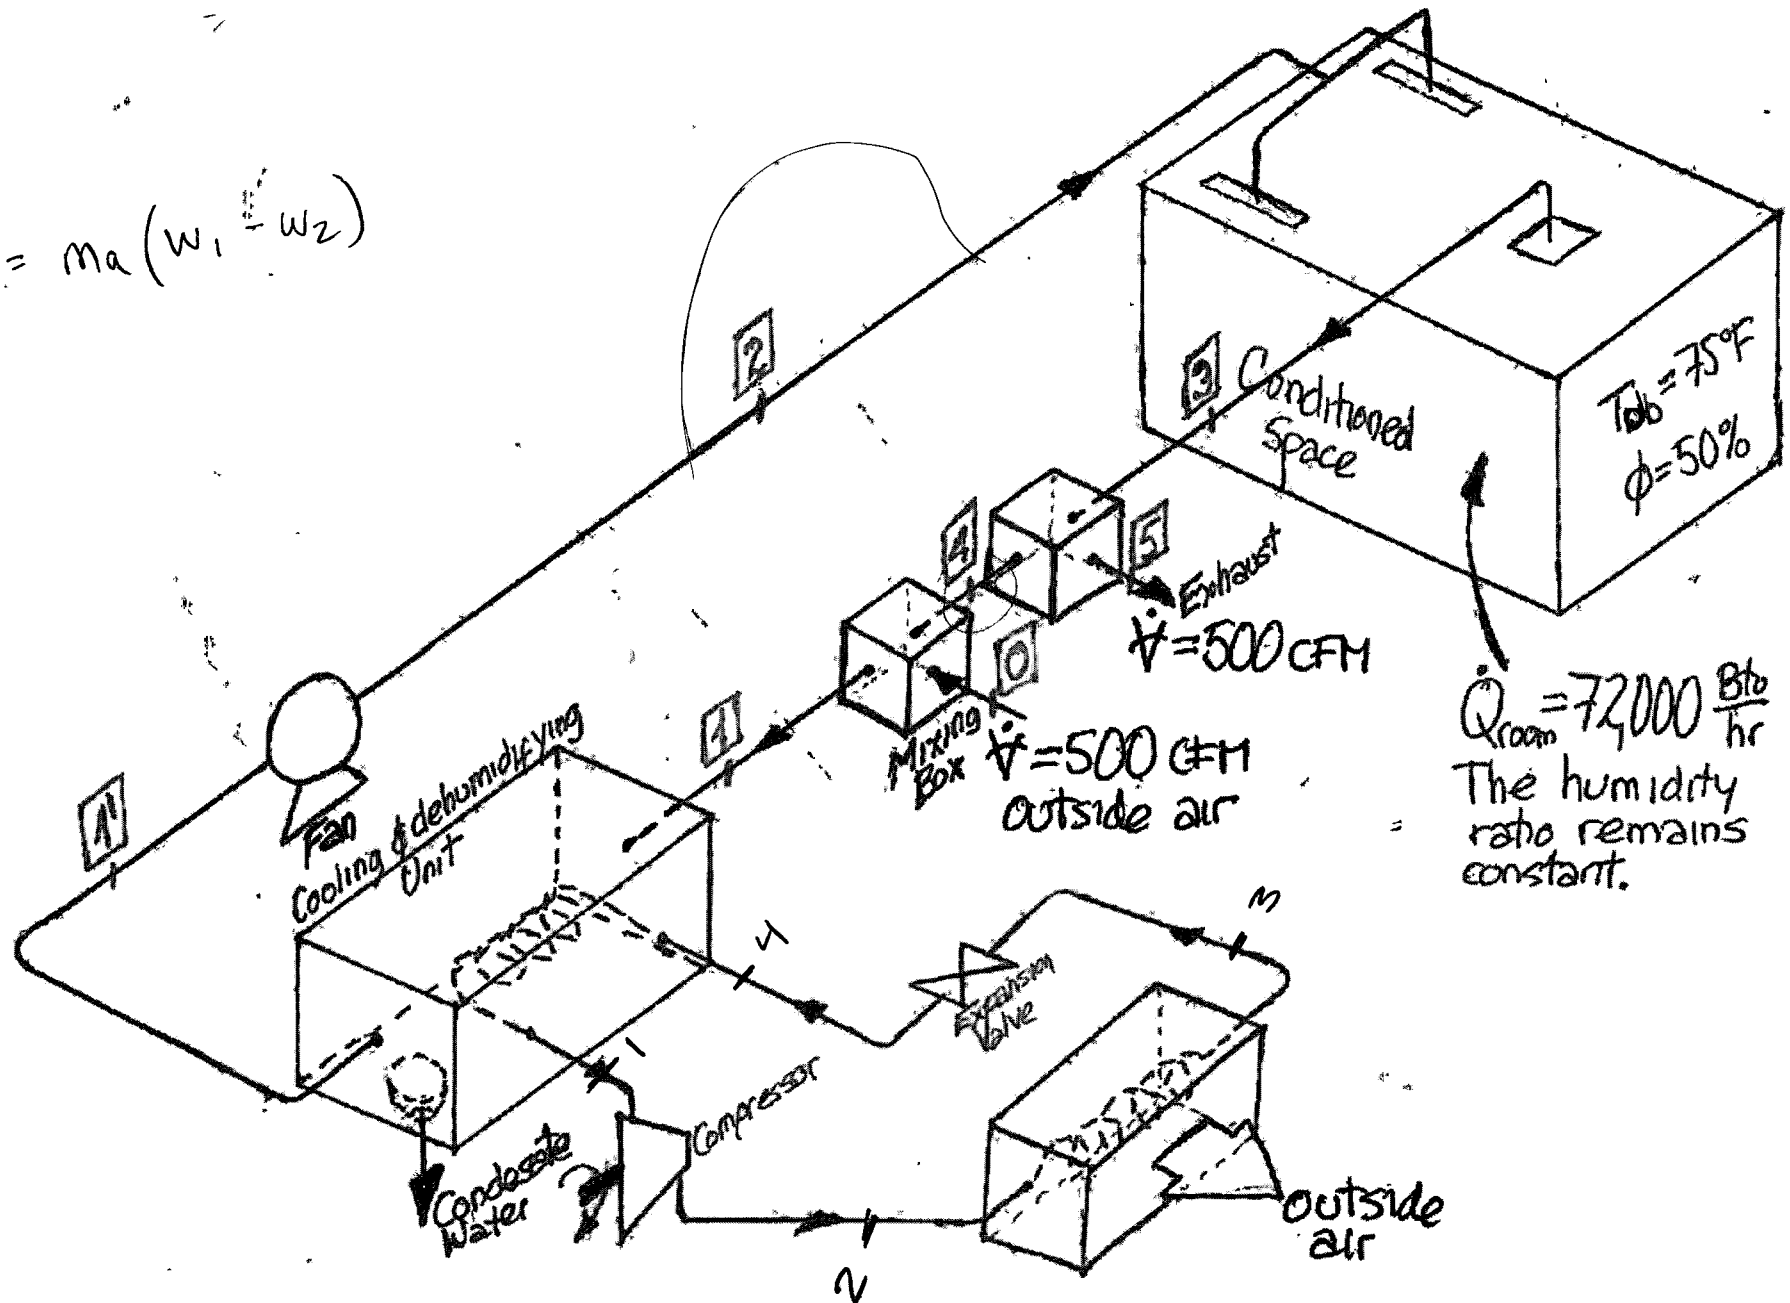 = ma (W₁ - W₂)
2
3
Conditioned
Space
Tdb = 75°F
ϕ = 50%
4
5
Exhaust
V̇ = 500 CFM
0
1
Mixing
Box
V̇ = 500 CFM
outside air
Q̇room = 72,000 Btu/hr
The humidity
ratio remains
constant.
=
1'
Fan
Cooling & dehumidifying
Unit
4
3
Expansion
Valve
1
Compressor
Condesate
Water
2
outside
air